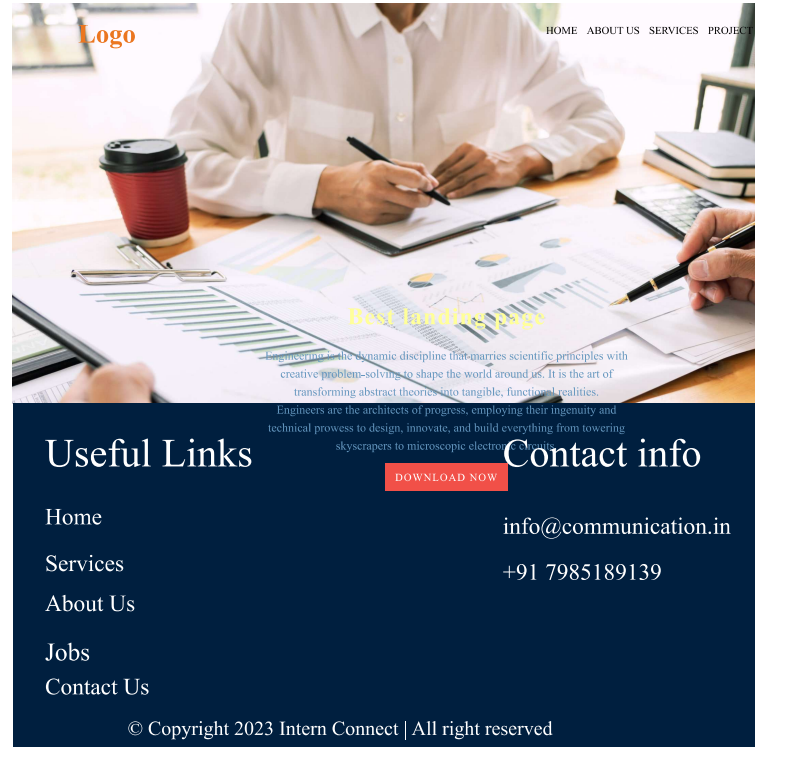 Logo
HOME ABOUT US SERVICES PROJECT
Best landing page
Engineering is the dynamic discipline that marries scientific principles with
creative problem-solving to shape the world around us. It is the art of
transforming abstract theories into tangible, functional realities.
Engineers are the architects of progress, employing their ingenuity and
technical prowess to design, innovate, and build everything from towering
skyscrapers to microscopic electronic circuits.
DOWNLOAD NOW
Useful Links
Home
Services
About Us
Jobs
Contact Us
Contact info
info@communication.in
+91 7985189139
© Copyright 2023 Intern Connect | All right reserved